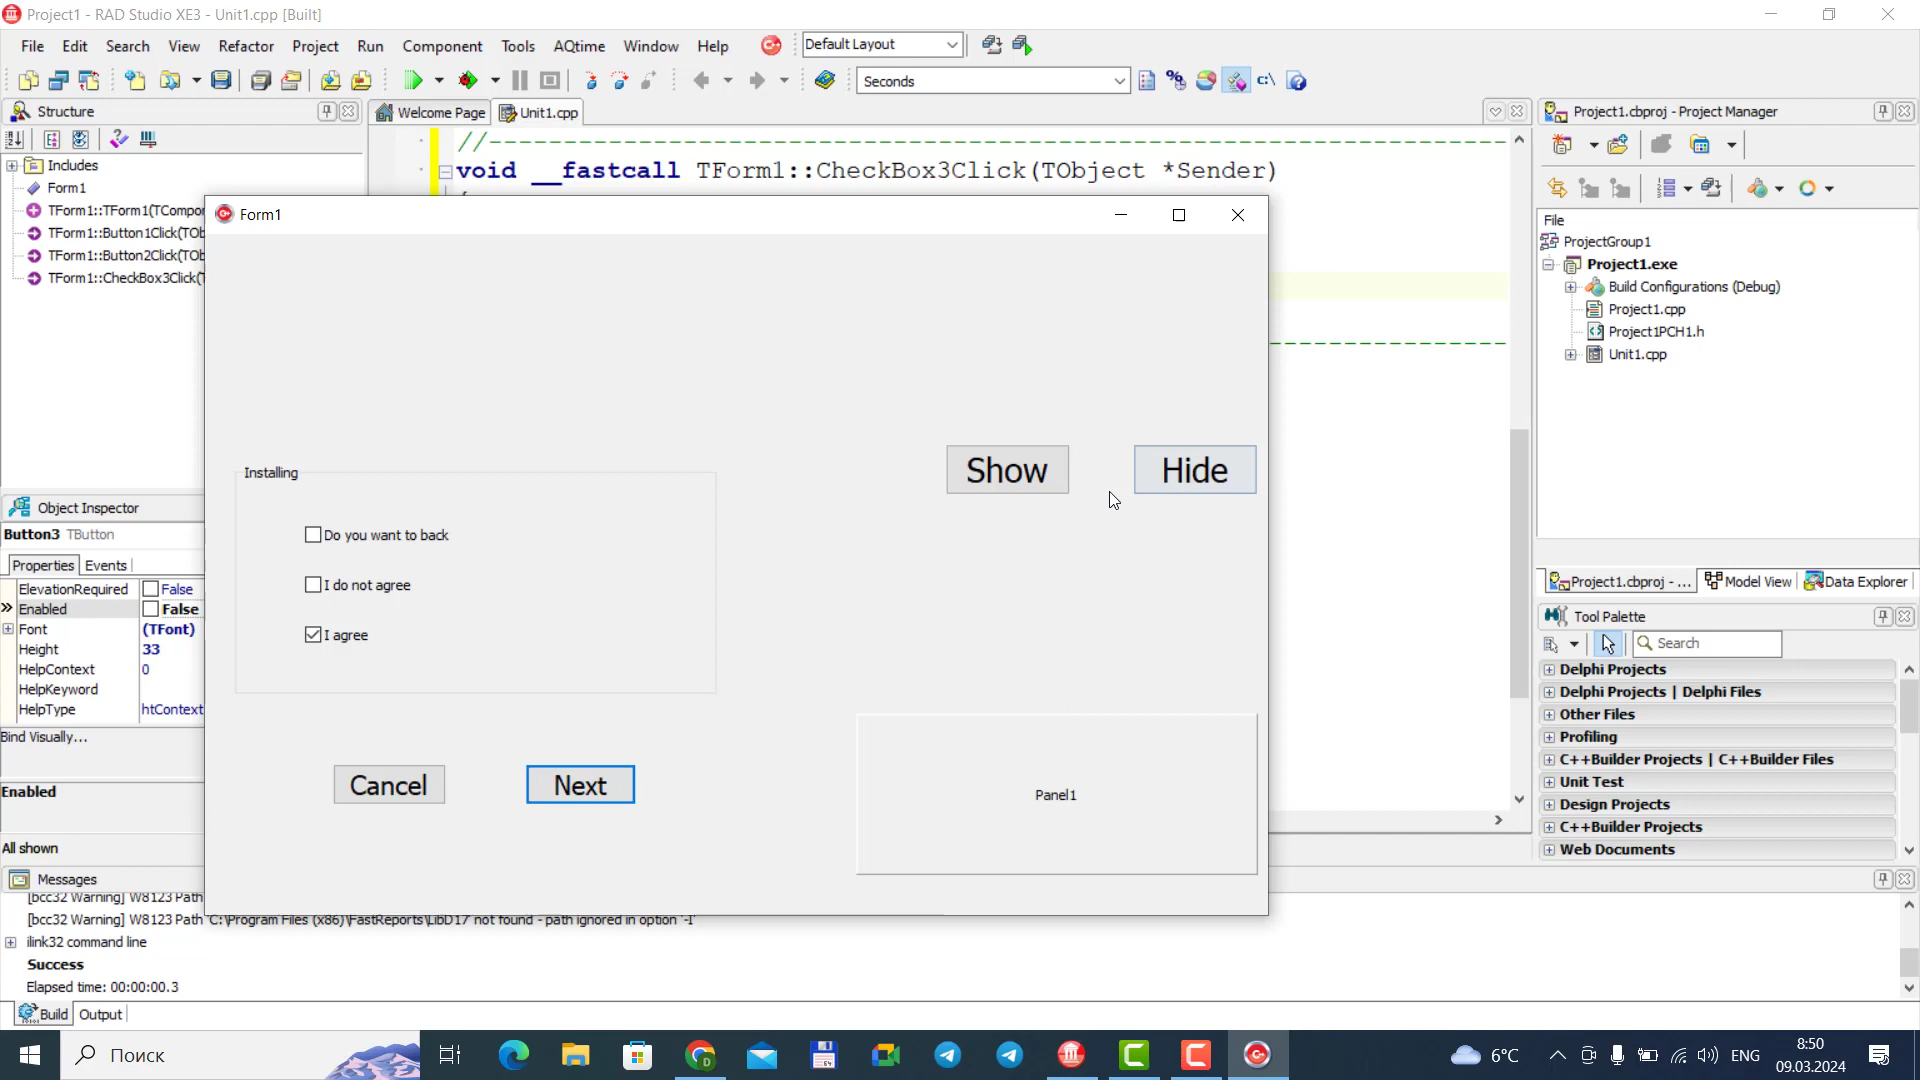 Project1 - RAD Studio XE3 - Unit1.cpp [Built]
File Edit Search View Refactor Project Run Component Tools AQtime Window Help
Default Layout
Seconds
Structure
Includes
Form1
TForm1::TForm1(TCompo
TForm1::Button1Click(TOb
TForm1::Button2Click(TOb
TForm1::CheckBox3Click(T
Welcome Page
Unit1.cpp
//------------------------------------------------------------
void __fastcall TForm1::CheckBox3Click(TObject *Sender)
Form1
Installing
Do you want to back
I do not agree
I agree
Cancel
Next
Show
Hide
Panel1
Object Inspector
Button3 TButton
Properties
Events
ElevationRequired False
Enabled False
Font (TFont)
Height 33
HelpContext 0
HelpKeyword
HelpType htContext
Bind Visually...
Enabled
All shown
Project1.cbproj - Project Manager
File
ProjectGroup1
Project1.exe
Build Configurations (Debug)
Project1.cpp
Project1PCH1.h
Unit1.cpp
Project1.cbproj - ...
Model View
Data Explorer
Tool Palette
Search
Delphi Projects
Delphi Projects | Delphi Files
Other Files
Profiling
C++Builder Projects | C++Builder Files
Unit Test
Design Projects
C++Builder Projects
Web Documents
Messages
[bcc32 Warning] W8123 Path
[bcc32 Warning] W8123 Path 'C:\Program Files (x86)\FastReports\LibD17' not found - path ignored in option '-I'
ilink32 command line
Success
Elapsed time: 00:00:00.3
Build
Output
Поиск
6°C
ENG
8:50
09.03.2024